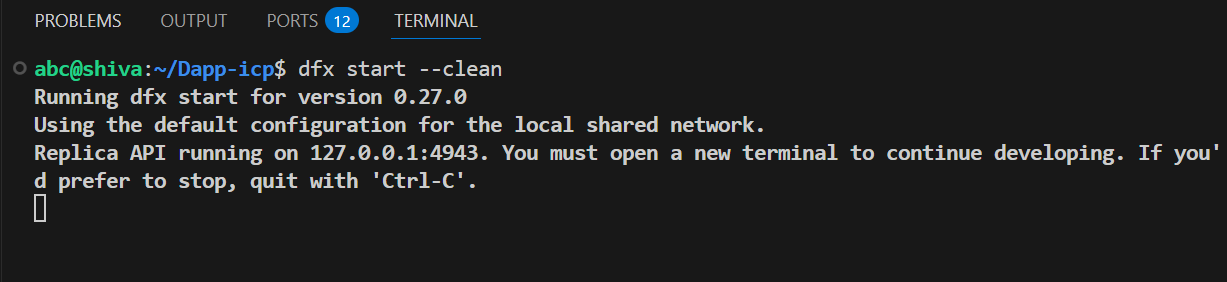 PROBLEMS OUTPUT PORTS 12 TERMINAL
abc@shiva:~/Dapp-icp$ dfx start --clean
Running dfx start for version 0.27.0
Using the default configuration for the local shared network.
Replica API running on 127.0.0.1:4943. You must open a new terminal to continue developing. If you'
d prefer to stop, quit with 'Ctrl-C'.